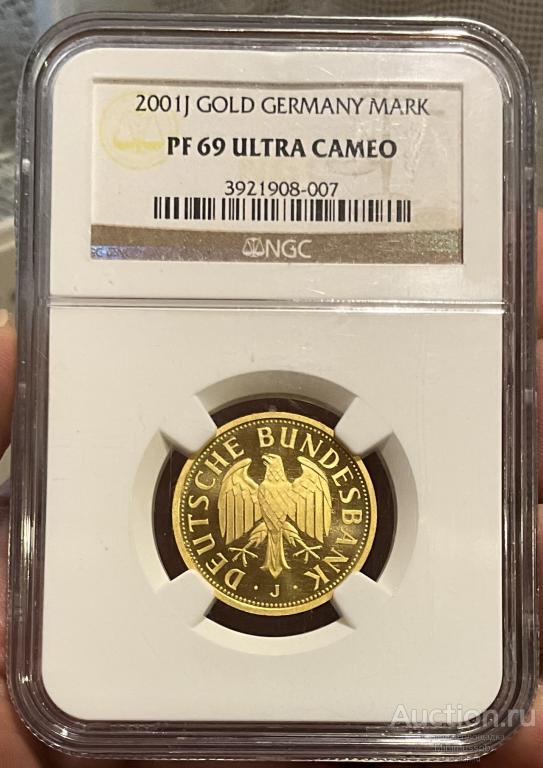 2001J GOLD GERMANY MARK
PF 69 ULTRA CAMEO
3921908-007
NGC
DEUTSCHE BUNDESBANK
· J ·
Auction.ru